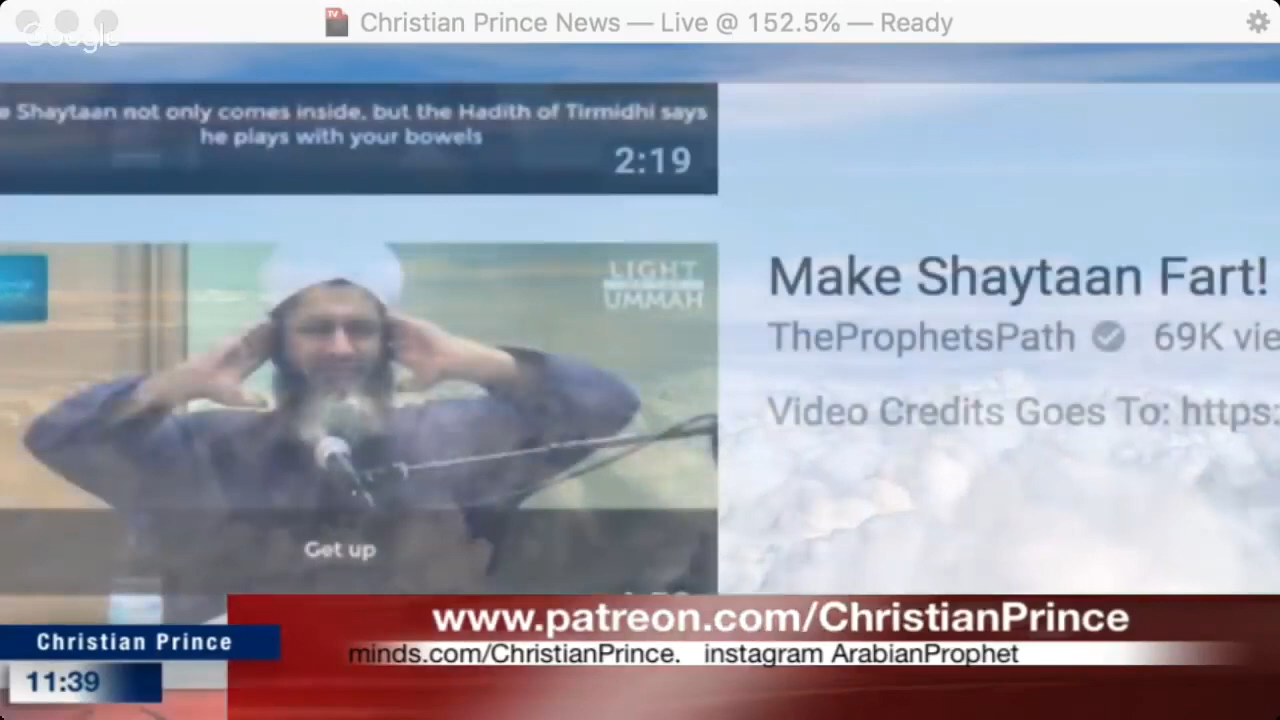 Christian Prince News — Live @ 152.5% — Ready
Google
Shaytaan not only comes inside, but the Hadith of Tirmidhi says
he plays with your bowels
2:19
LIGHT
UMMAH
Make Shaytaan Fart!
TheProphetsPath 69K
Video Credits Goes To: https:
Get up
www.patreon.com/ChristianPrince
Christian Prince
minds.com/ChristianPrince. instagram ArabianProphet
11:39